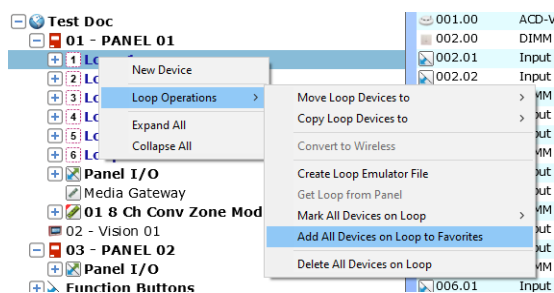 Test Doc
01 - PANEL 01
1
2
3
4
5
6
Panel I/O
Media Gateway
01 8 Ch Conv Zone Mod
02 - Vision 01
03 - PANEL 02
Panel I/O
Function Buttons
New Device
Loop Operations
Expand All
Collapse All
Move Loop Devices to
Copy Loop Devices to
Convert to Wireless
Create Loop Emulator File
Get Loop from Panel
Mark All Devices on Loop
Add All Devices on Loop to Favorites
Delete All Devices on Loop
001.00 ACD-V
002.00 DIMM
002.01 Input
002.02 Input
006.01 Input